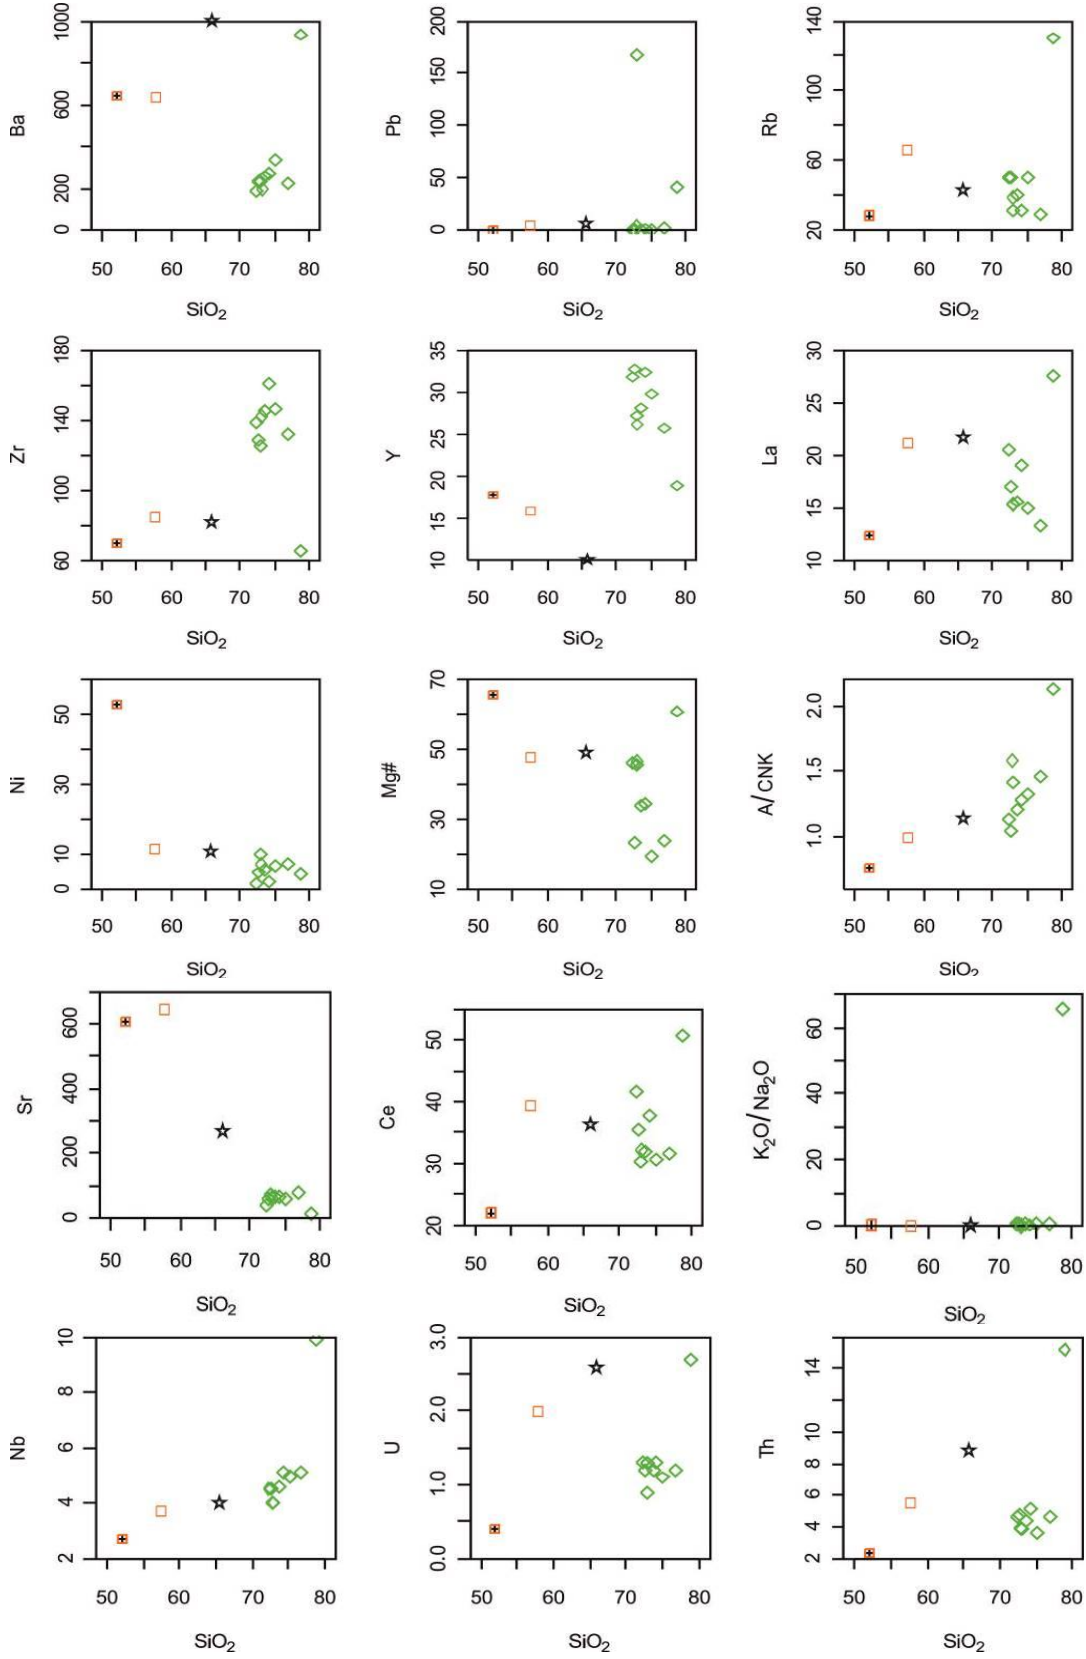 Ba
0 200 600 1000
50 60 70 80
SiO2
Pb
0 50 100 150 200
50 60 70 80
SiO2
Rb
20 60 100 140
50 60 70 80
SiO2
Zr
60 100 140 180
50 60 70 80
SiO2
Y
10 15 20 25 30 35
50 60 70 80
SiO2
La
10 15 20 25 30
50 60 70 80
SiO2
Ni
0 10 30 50
50 60 70 80
SiO2
Mg#
10 30 50 70
50 60 70 80
SiO2
A/CNK
1.0 1.5 2.0
50 60 70 80
SiO2
Sr
0 200 400 600
50 60 70 80
SiO2
Ce
20 30 40 50
50 60 70 80
SiO2
K2O/Na2O
0 20 40 60
50 60 70 80
SiO2
Nb
2 4 6 8 10
50 60 70 80
SiO2
U
0.0 1.0 2.0 3.0
50 60 70 80
SiO2
Th
2 4 6 8 10 14
50 60 70 80
SiO2